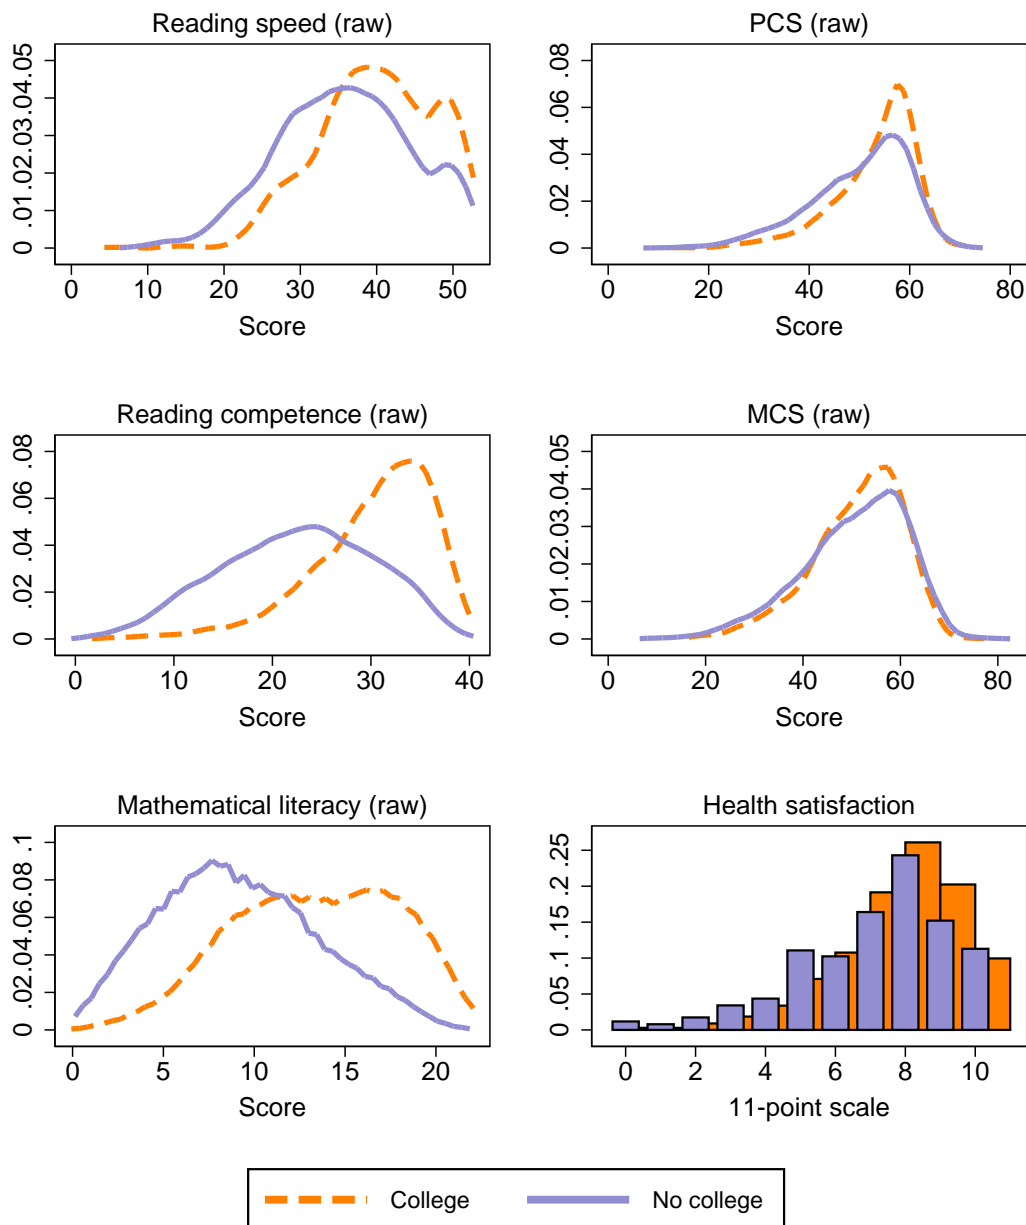 Reading speed (raw)
0 .01 .02 .03 .04 .05
0 10 20 30 40 50
Score
PCS (raw)
0 .02 .04 .06 .08
0 20 40 60 80
Score
Reading competence (raw)
0 .02 .04 .06 .08
0 10 20 30 40
Score
MCS (raw)
0 .01 .02 .03 .04 .05
0 20 40 60 80
Score
Mathematical literacy (raw)
0 .02 .04 .06 .08 .1
0 5 10 15 20
Score
Health satisfaction
0 .05 .1 .15 .2 .25
0 2 4 6 8 10
11-point scale
College No college